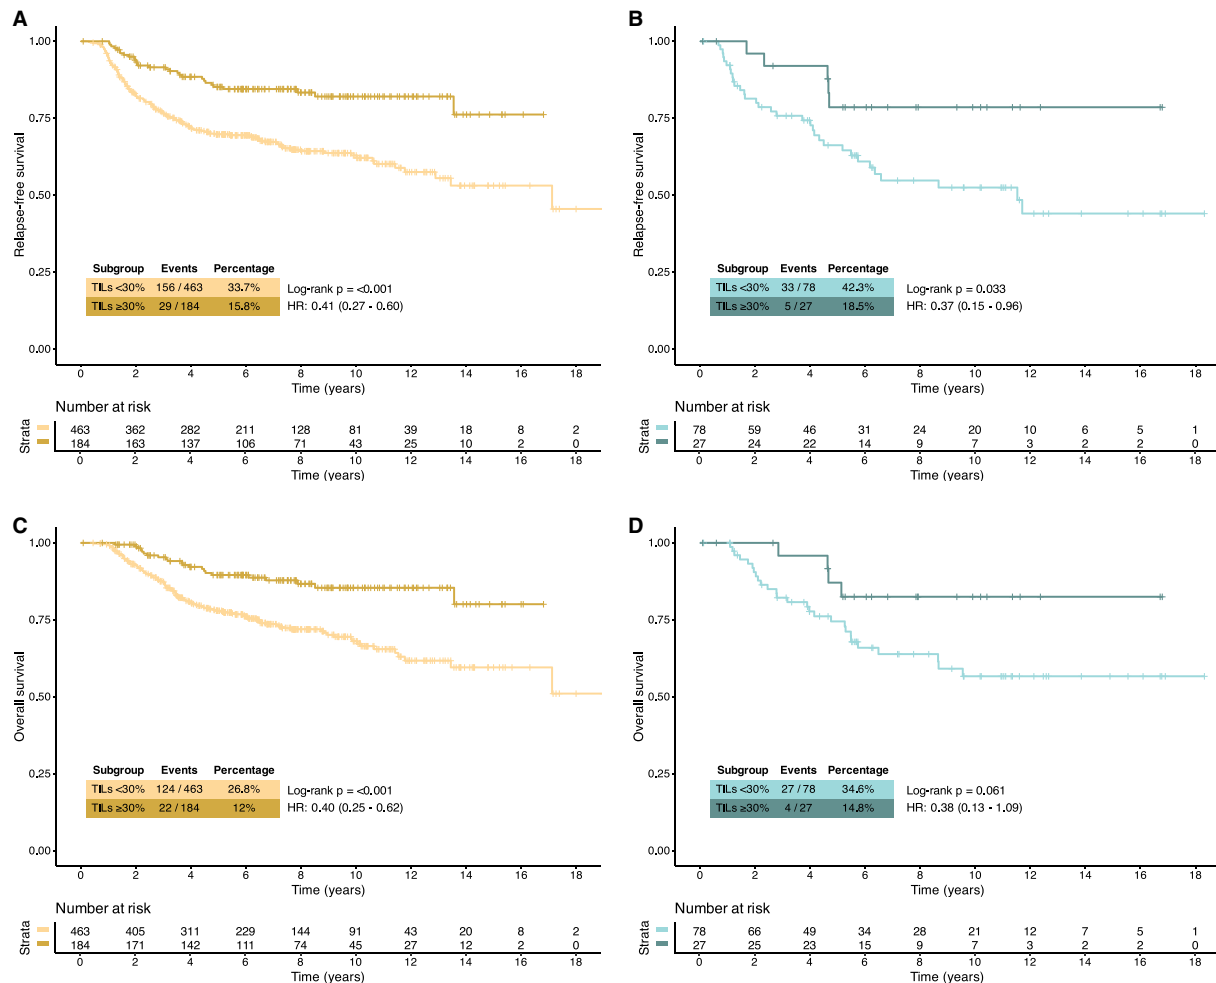 A
1.00
0.75
0.50
0.25
0.00
Relapse-free survival
Subgroup Events Percentage
TILs <30% 156 / 463 33.7%
TILs ≥30% 29 / 184 15.8%
Log-rank p = <0.001
HR: 0.41 (0.27 - 0.60)
0 2 4 6 8 10 12 14 16 18
Time (years)
Number at risk
Strata
463 362 282 211 128 81 39 18 8 2
184 163 137 106 71 43 25 10 2 0
0 2 4 6 8 10 12 14 16 18
Time (years)
B
1.00
0.75
0.50
0.25
0.00
Relapse-free survival
Subgroup Events Percentage
TILs <30% 33 / 78 42.3%
TILs ≥30% 5 / 27 18.5%
Log-rank p = 0.033
HR: 0.37 (0.15 - 0.96)
0 2 4 6 8 10 12 14 16 18
Time (years)
Number at risk
Strata
78 59 46 31 24 20 10 6 5 1
27 24 22 14 9 7 3 2 2 0
0 2 4 6 8 10 12 14 16 18
Time (years)
C
1.00
0.75
0.50
0.25
0.00
Overall survival
Subgroup Events Percentage
TILs <30% 124 / 463 26.8%
TILs ≥30% 22 / 184 12%
Log-rank p = <0.001
HR: 0.40 (0.25 - 0.62)
0 2 4 6 8 10 12 14 16 18
Time (years)
Number at risk
Strata
463 405 311 229 144 91 43 20 8 2
184 171 142 111 74 45 27 12 2 0
0 2 4 6 8 10 12 14 16 18
Time (years)
D
1.00
0.75
0.50
0.25
0.00
Overall survival
Subgroup Events Percentage
TILs <30% 27 / 78 34.6%
TILs ≥30% 4 / 27 14.8%
Log-rank p = 0.061
HR: 0.38 (0.13 - 1.09)
0 2 4 6 8 10 12 14 16 18
Time (years)
Number at risk
Strata
78 66 49 34 28 21 12 7 5 1
27 25 23 15 9 7 3 2 2 0
0 2 4 6 8 10 12 14 16 18
Time (years)